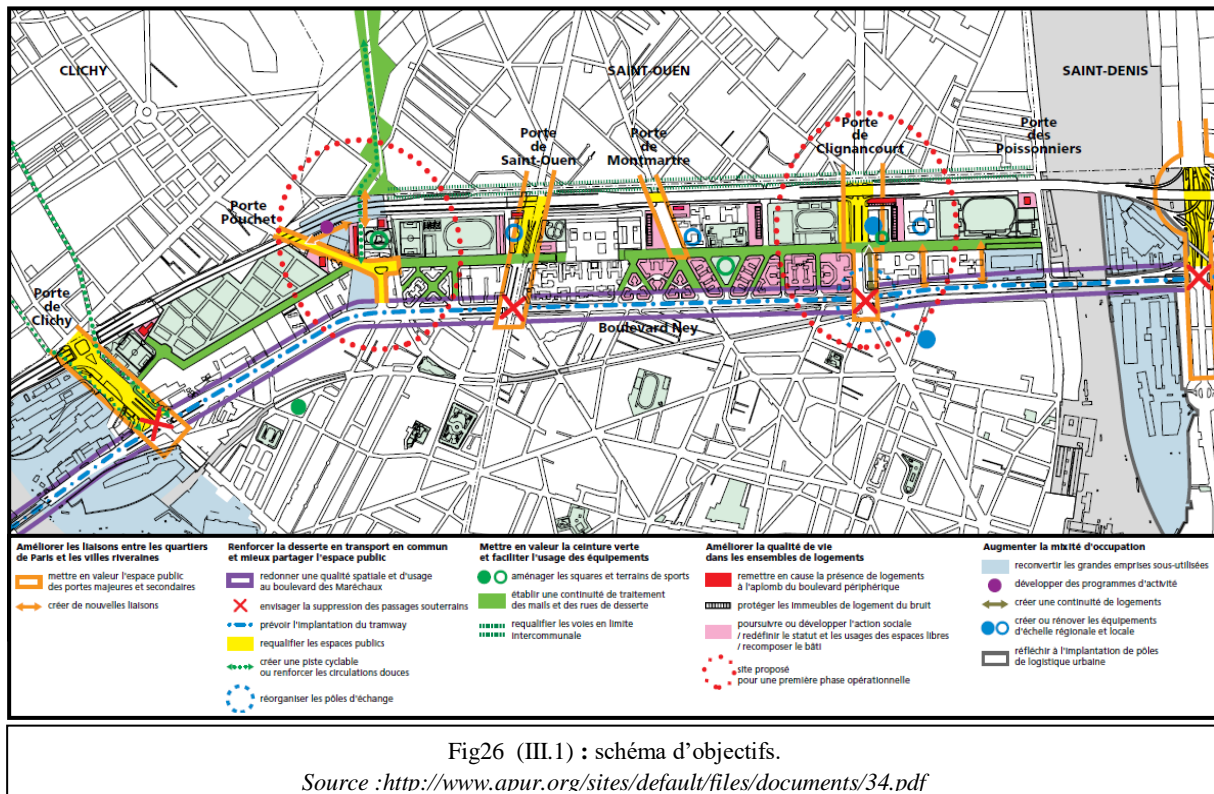 CLICHY
SAINT-OUEN
SAINT-DENIS
Porte
de
Saint-Ouen
Porte
de
Montmartre
Porte
de
Clignancourt
Porte
des
Poissonniers
Porte
Pouchet
Porte
de
Clichy
Boulevard Ney
Améliorer les liaisons entre les quartiers
de Paris et les villes riveraines
mettre en valeur l'espace public
des portes majeures et secondaires
créer de nouvelles liaisons
Renforcer la desserte en transport en commun
et mieux partager l'espace public
redonner une qualité spatiale et d'usage
au boulevard des Maréchaux
envisager la suppression des passages souterrains
prévoir l'implantation du tramway
requalifier les espaces publics
créer une piste cyclable
ou renforcer les circulations douces
réorganiser les pôles d'échange
Mettre en valeur la ceinture verte
et faciliter l'usage des équipements
aménager les squares et terrains de sports
établir une continuité de traitement
des mails et des rues de desserte
requalifier les voies en limite
intercommunale
Améliorer la qualité de vie
dans les ensembles de logements
remettre en cause la présence de logements
à l'aplomb du boulevard périphérique
protéger les immeubles de logement du bruit
poursuivre ou développer l'action sociale
/ redéfinir le statut et les usages des espaces libres
/ recomposer le bâti
site proposé
pour une première phase opérationnelle
Augmenter la mixité d'occupation
reconvertir les grandes emprises sous-utilisées
développer des programmes d'activité
créer une continuité de logements
créer ou rénover les équipements
d'échelle régionale et locale
réfléchir à l'implantation de pôles
de logistique urbaine
Fig26 (III.1) : schéma d'objectifs.
Source :http://www.apur.org/sites/default/files/documents/34.pdf